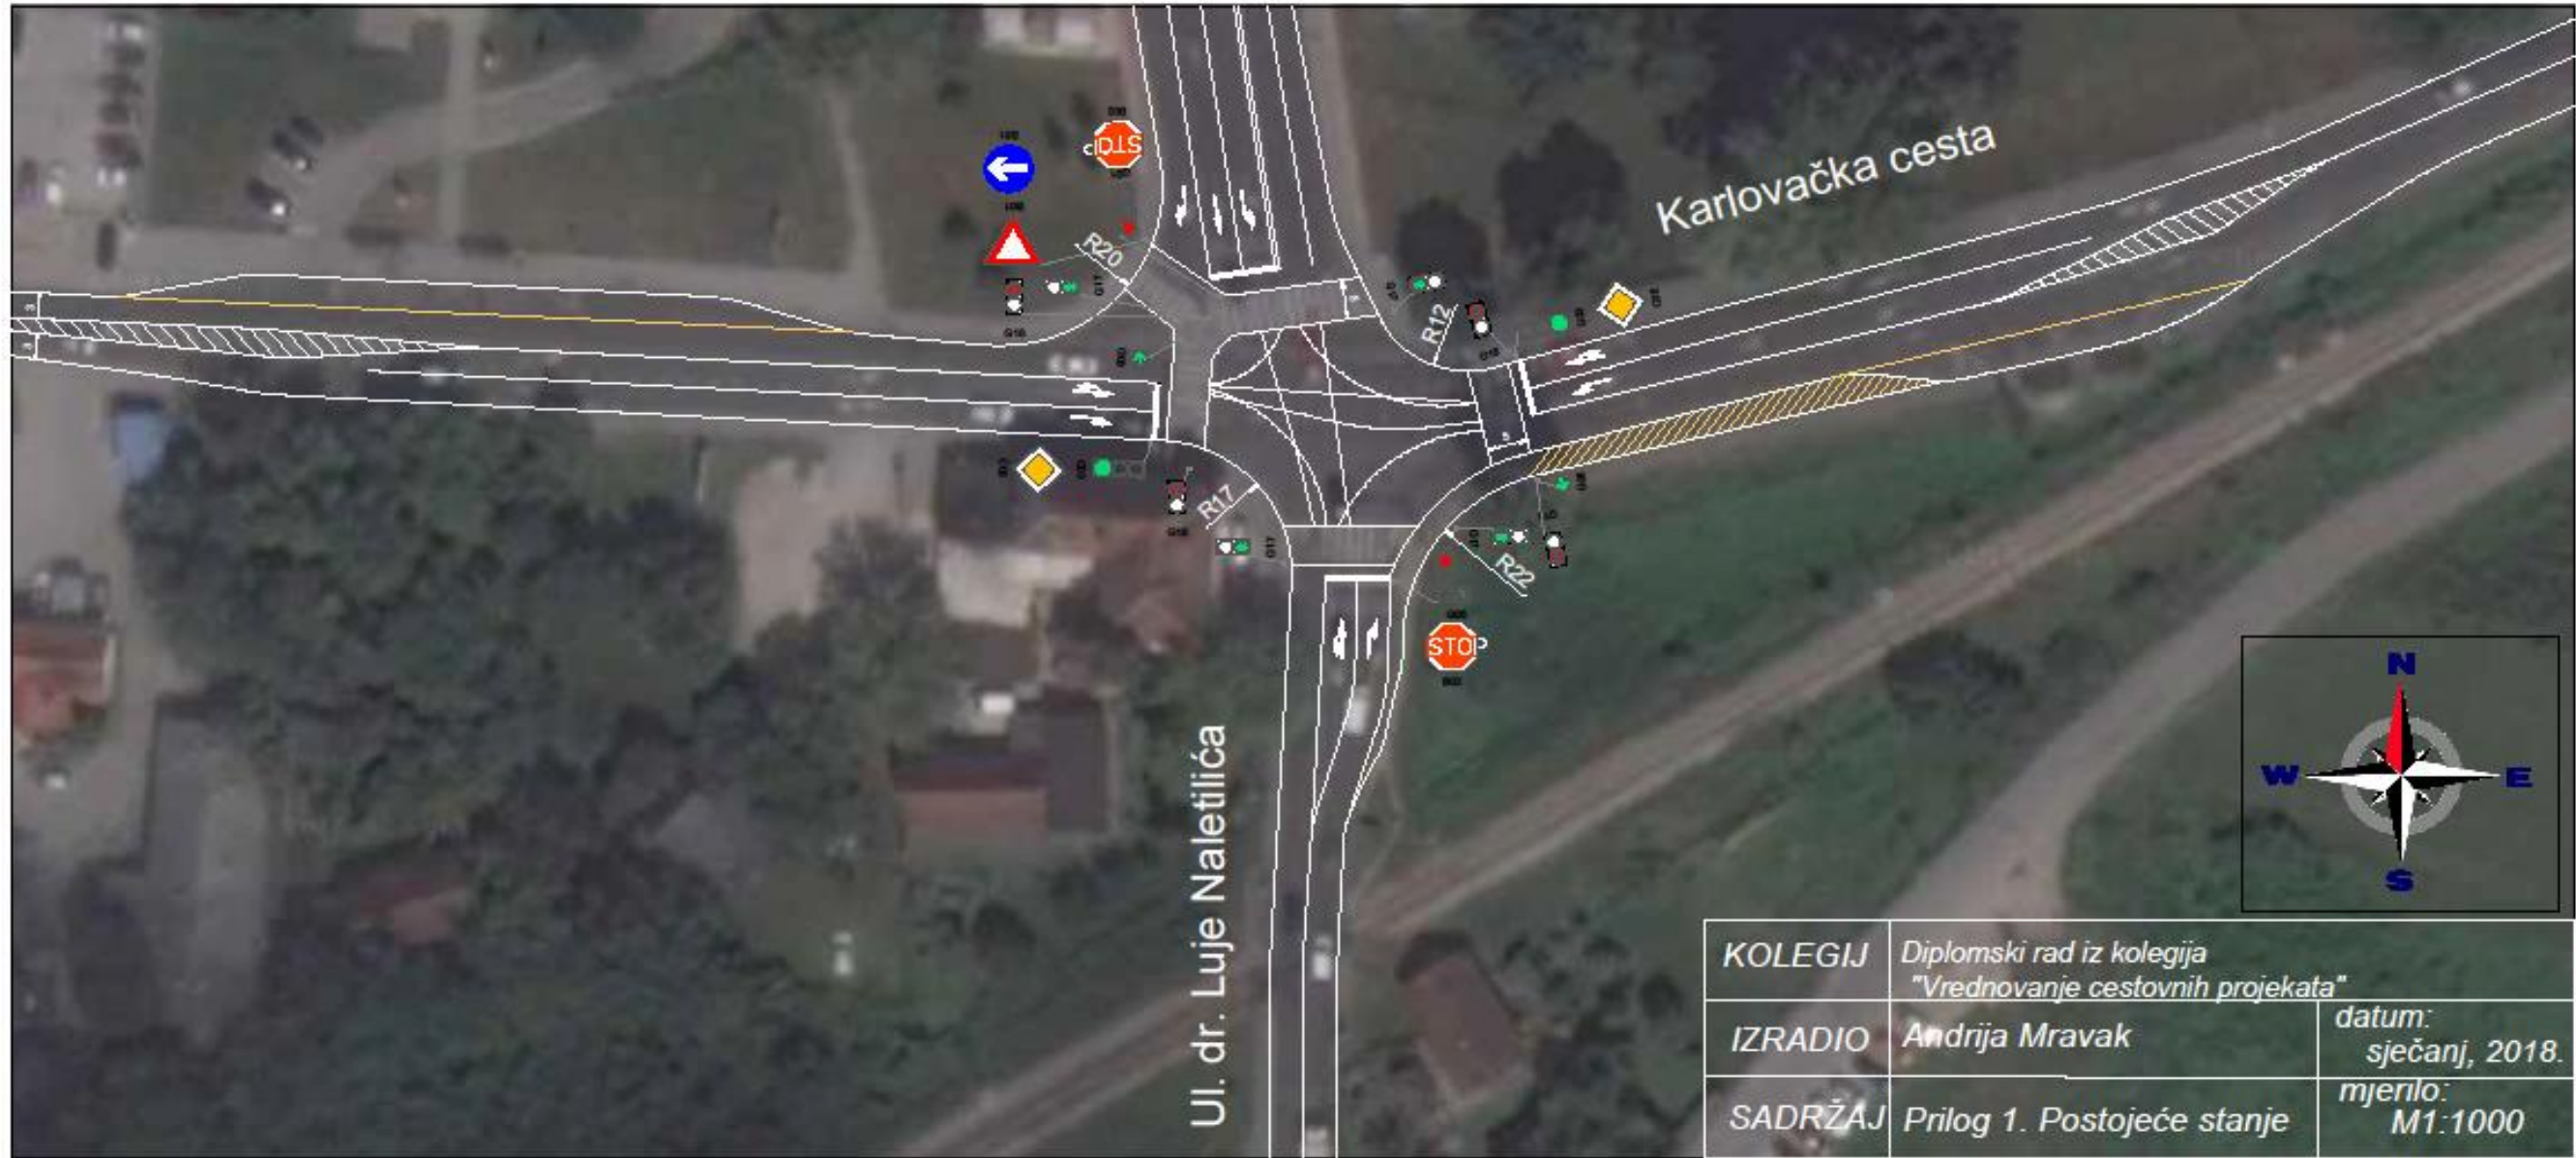 STOP
Karlovačka cesta
R20
R12
R17
R22
STOP
Ul. dr. Luje Naletilića
N
W
E
S
KOLEGIJ
Diplomski rad iz kolegija
"Vrednovanje cestovnih projekata"
IZRADIO
Andrija Mravak
datum:
sječanj, 2018.
SADRŽAJ
Prilog 1. Postojeće stanje
mjerilo:
M1:1000